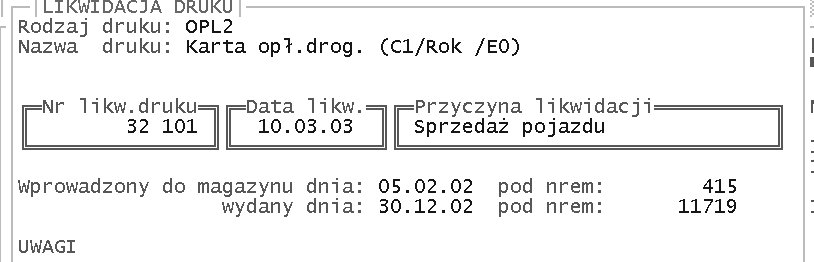 LIKWIDACJA DRUKU
Rodzaj druku: OPL2
Nazwa druku: Karta opł.drog. (C1/Rok /E0)
Nr likw.druku Data likw. Przyczyna likwidacji
32 101 10.03.03 Sprzedaż pojazdu
Wprowadzony do magazynu dnia: 05.02.02 pod nrem: 415
wydany dnia: 30.12.02 pod nrem: 11719
UWAGI